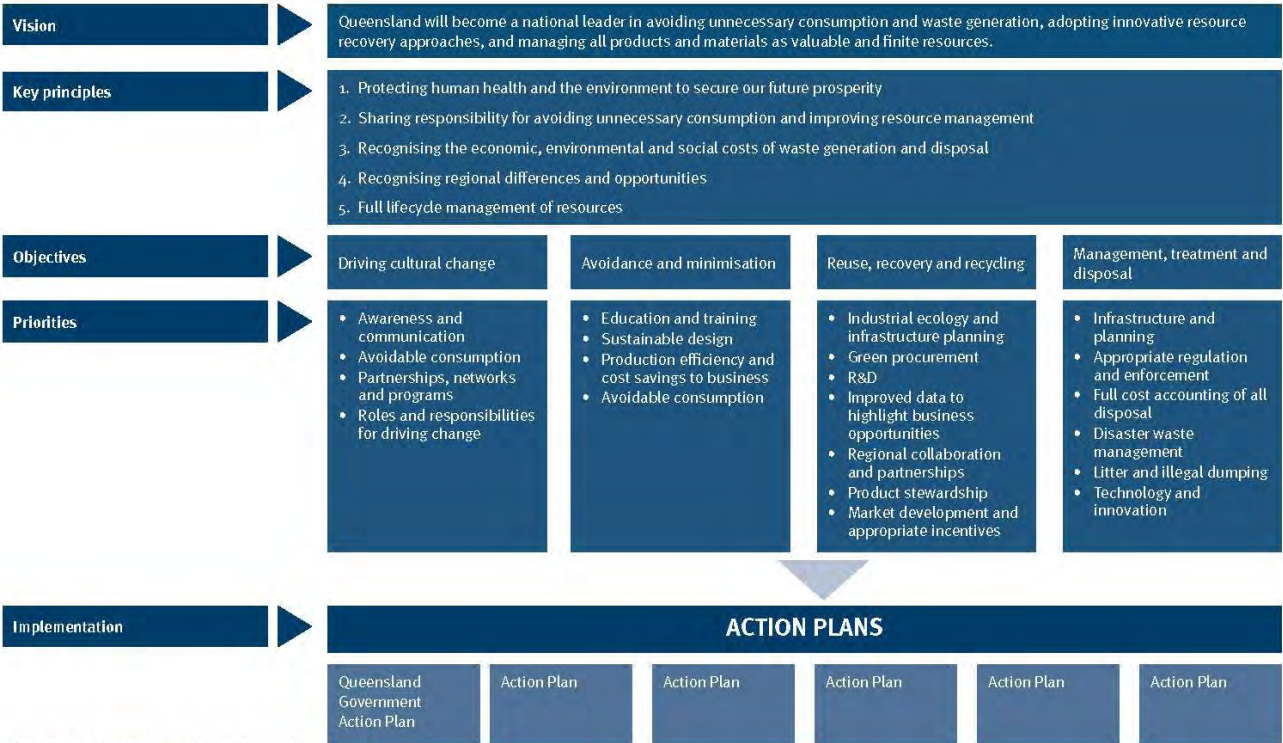 Vision
Queensland will become a national leader in avoiding unnecessary consumption and waste generation, adopting innovative resource
recovery approaches, and managing all products and materials as valuable and finite resources.
Key principles
1. Protecting human health and the environment to secure our future prosperity
2. Sharing responsibility for avoiding unnecessary consumption and improving resource management
3. Recognising the economic, environmental and social costs of waste generation and disposal
4. Recognising regional differences and opportunities
5. Full lifecycle management of resources
Objectives
Driving cultural change
Avoidance and minimisation
Reuse, recovery and recycling
Management, treatment and
disposal
Priorities
• Awareness and
communication
• Avoidable consumption
• Partnerships, networks
and programs
• Roles and responsibilities
for driving change
• Education and training
• Sustainable design
• Production efficiency and
cost savings to business
• Avoidable consumption
• Industrial ecology and
infrastructure planning
• Green procurement
• R&D
• Improved data to
highlight business
opportunities
• Regional collaboration
and partnerships
• Product stewardship
• Market development and
appropriate incentives
• Infrastructure and
planning
• Appropriate regulation
and enforcement
• Full cost accounting of all
disposal
• Disaster waste
management
• Litter and illegal dumping
• Technology and
innovation
Implementation
ACTION PLANS
Queensland
Government
Action Plan
Action Plan
Action Plan
Action Plan
Action Plan
Action Plan